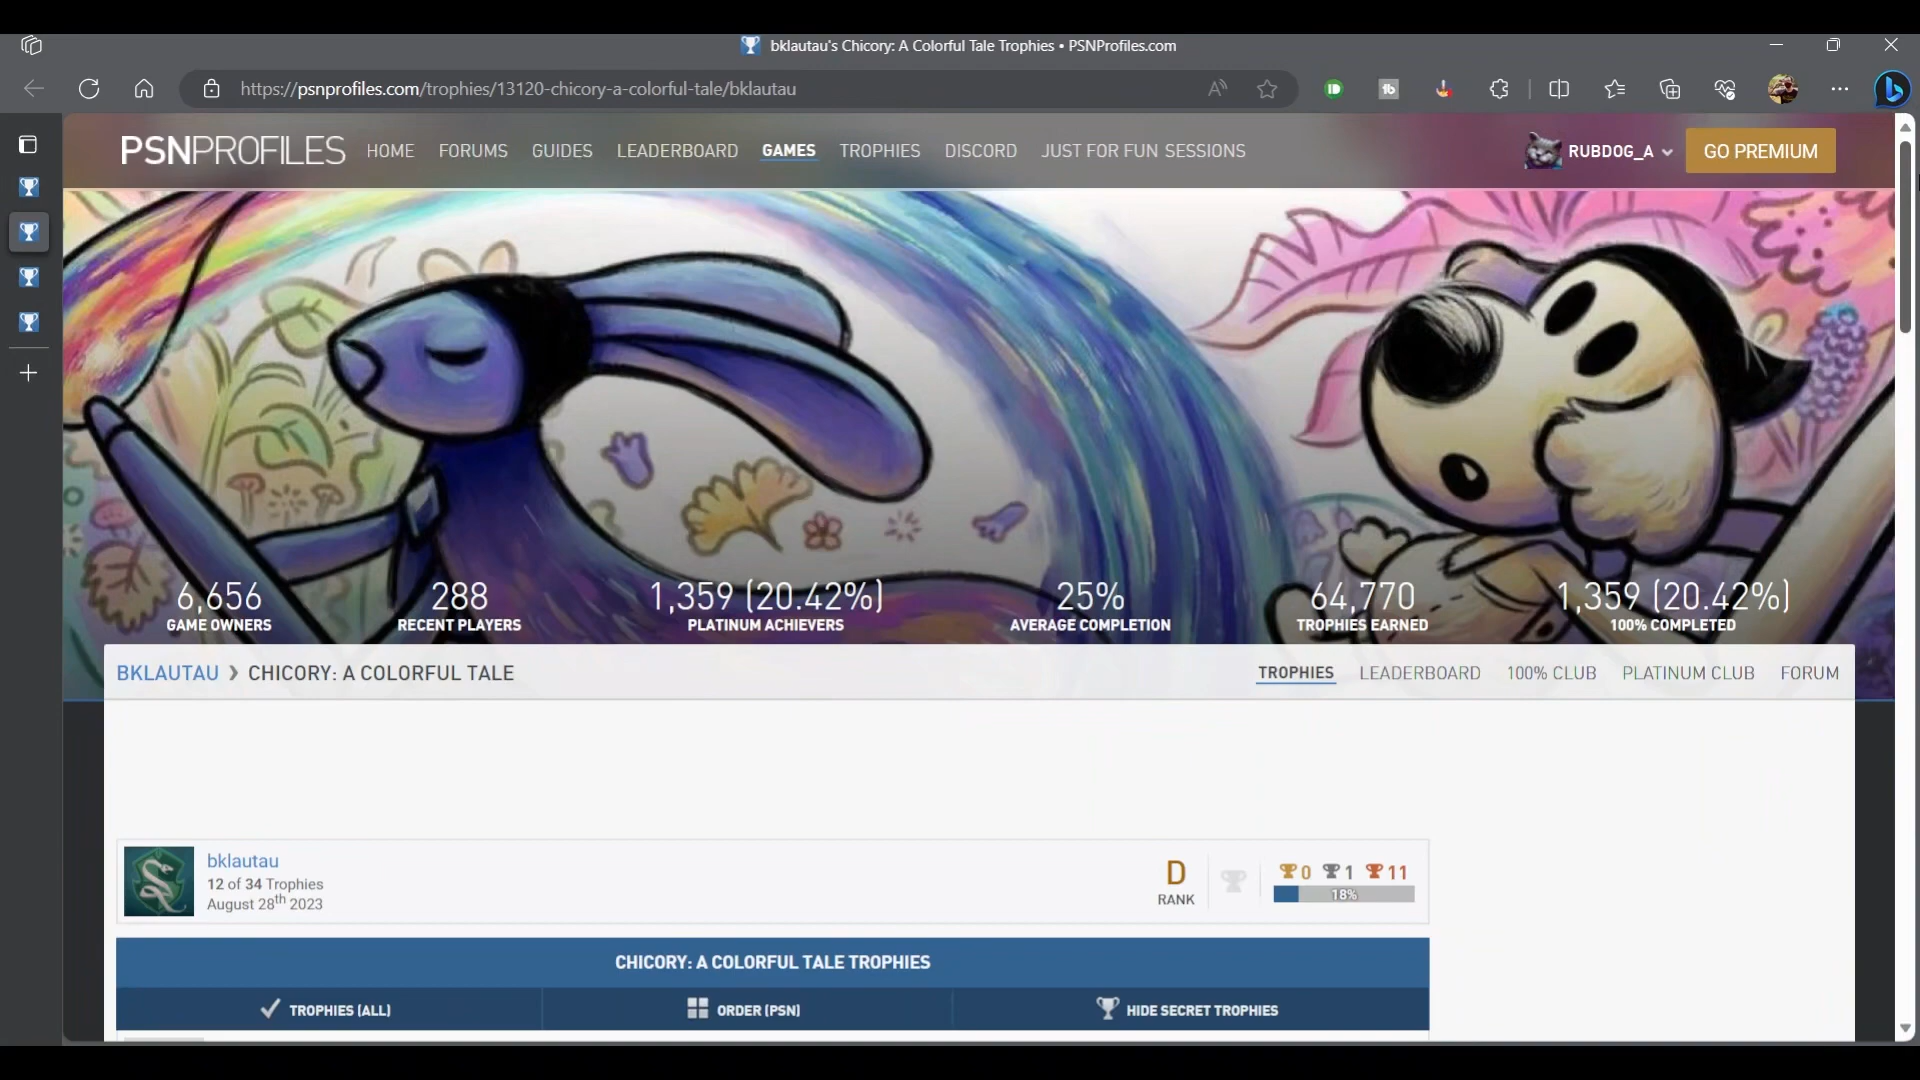 bklautau's Chicory: A Colorful Tale Trophies • PSNProfiles.com
https://psnprofiles.com/trophies/13120-chicory-a-colorful-tale/bklautau
PSNPROFILES HOME FORUMS GUIDES LEADERBOARD GAMES TROPHIES DISCORD JUST FOR FUN SESSIONS RUBDOG_A GO PREMIUM
6,656 288 1,359 (20.42%) 25% 64,770 1,359 (20.42%)
GAME OWNERS RECENT PLAYERS PLATINUM ACHIEVERS AVERAGE COMPLETION TROPHIES EARNED 100% COMPLETED
BKLAUTAU > CHICORY: A COLORFUL TALE TROPHIES LEADERBOARD 100% CLUB PLATINUM CLUB FORUM
bklautau
12 of 34 Trophies
August 28th 2023
D
RANK
0 1 11
18%
CHICORY: A COLORFUL TALE TROPHIES
TROPHIES (ALL) ORDER (PSN) HIDE SECRET TROPHIES